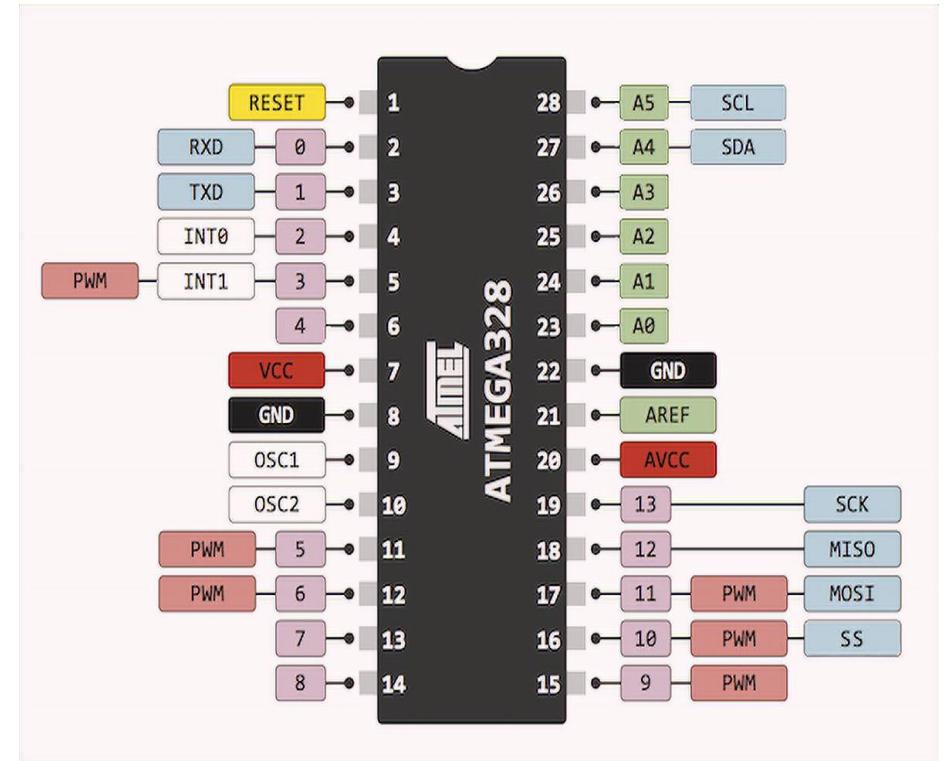 RESET 1 28 A5 SCL
RXD 0 2 27 A4 SDA
TXD 1 3 26 A3
INT0 2 4 25 A2
PWM INT1 3 5 24 A1
4 6 23 A0
VCC 7 22 GND
GND 8 21 AREF
OSC1 9 20 AVCC
OSC2 10 19 13 SCK
PWM 5 11 18 12 MISO
PWM 6 12 17 11 PWM MOSI
7 13 16 10 PWM SS
8 14 15 9 PWM
ATMEL
ATMEGA328